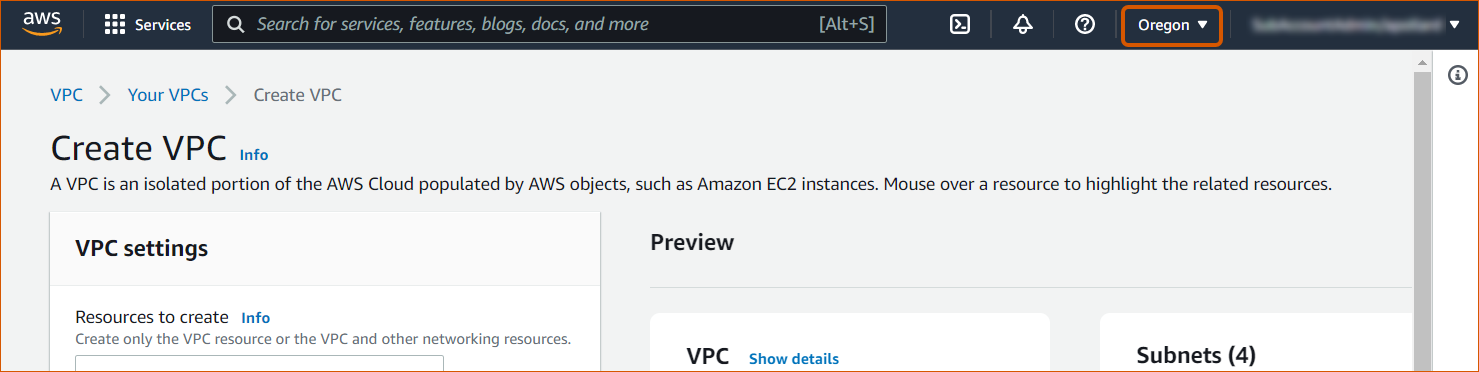 aws
Services
Search for services, features, blogs, docs, and more
[Alt+S]
Oregon
VPC
Your VPCs
Create VPC
Create VPC Info
A VPC is an isolated portion of the AWS Cloud populated by AWS objects, such as Amazon EC2 instances. Mouse over a resource to highlight the related resources.
VPC settings
Resources to create Info
Create only the VPC resource or the VPC and other networking resources.
Preview
VPC Show details
Subnets (4)